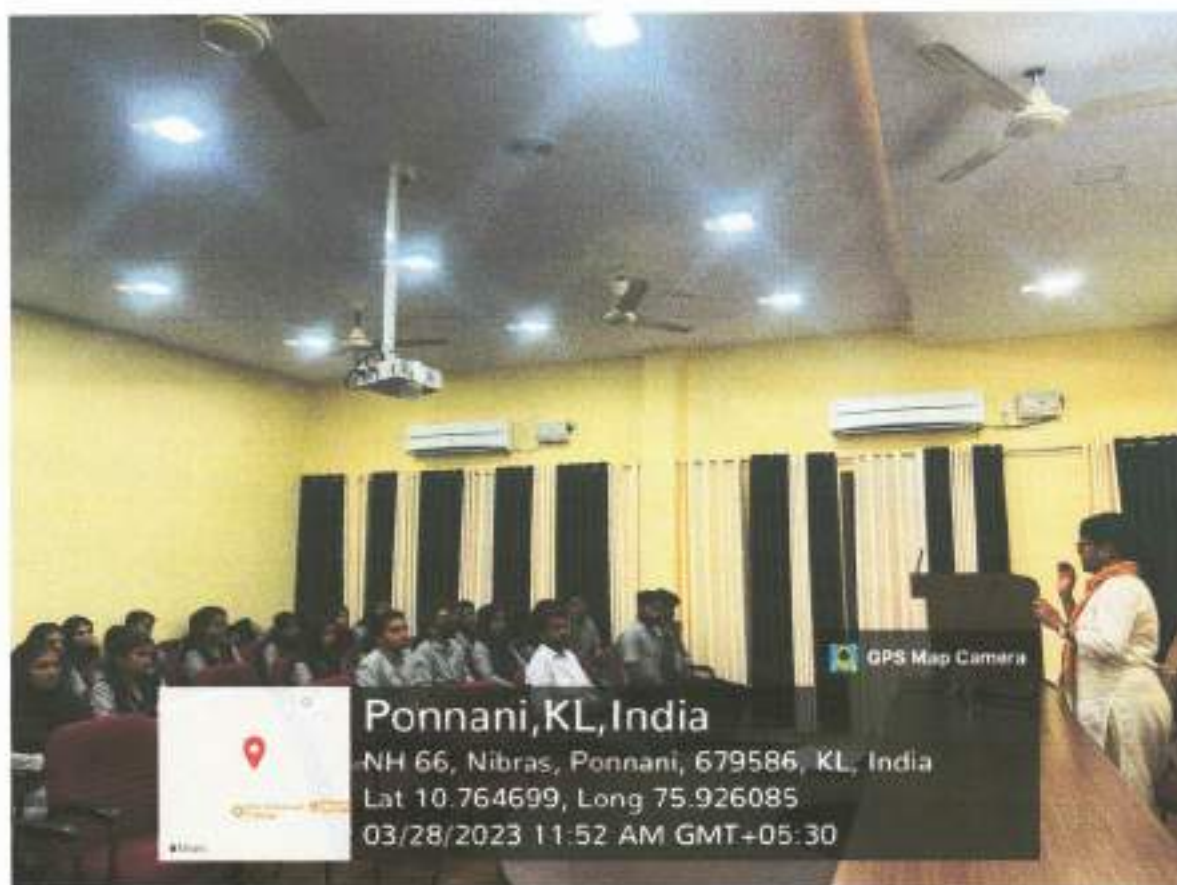 GPS Map Camera
Ponnani,KL,India
NH 66, Nibras, Ponnani, 679586, KL, India
Lat 10.764699, Long 75.926085
03/28/2023 11:52 AM GMT+05:30